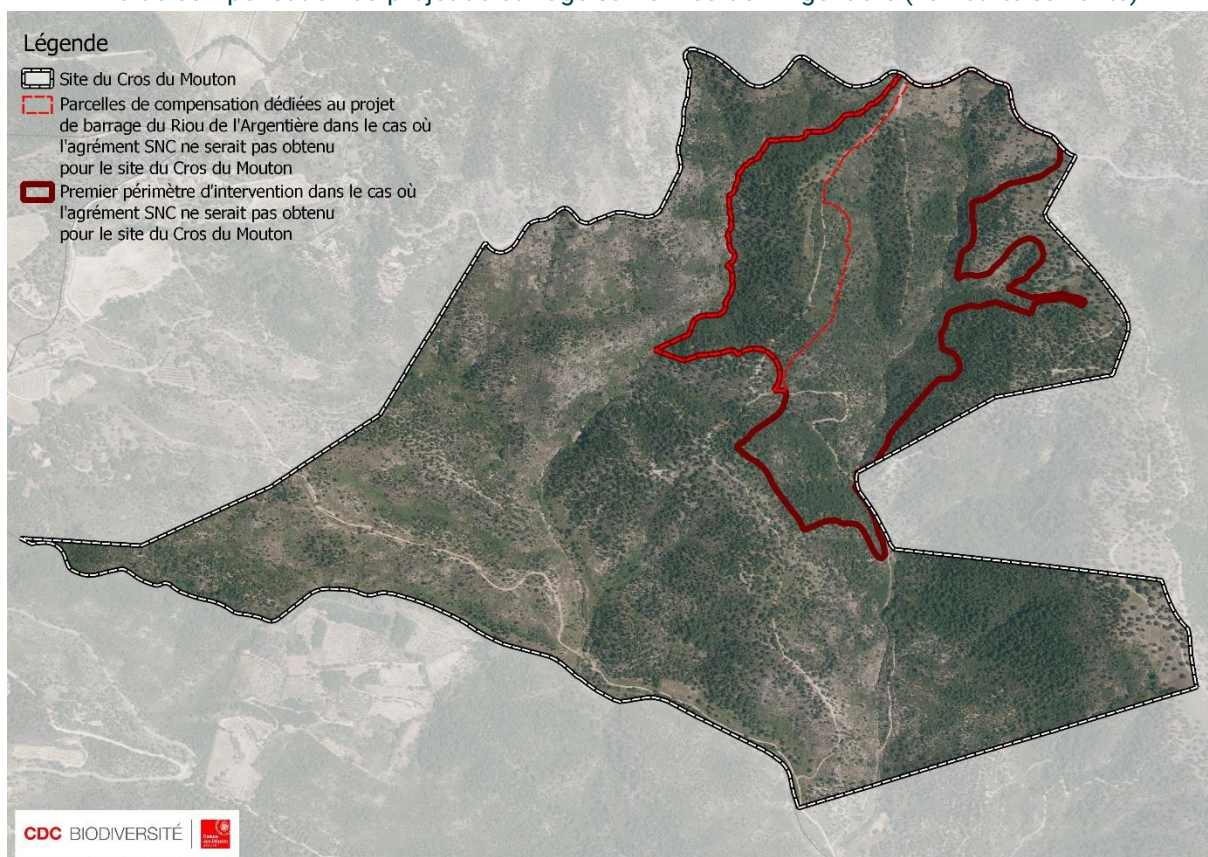 Légende
Site du Cros du Mouton
Parcelles de compensation dédiées au projet
de barrage du Riou de l'Argentière dans le cas où
l'agrément SNC ne serait pas obtenu
pour le site du Cros du Mouton
Premier périmètre d'intervention dans le cas où
l'agrément SNC ne serait pas obtenu
pour le site du Cros du Mouton
CDC BIODIVERSITÉ